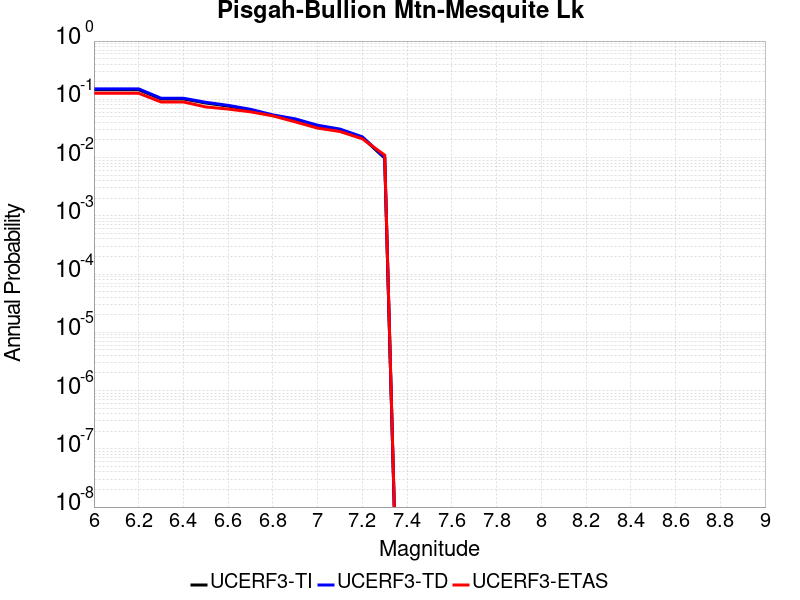 Pisgah-Bullion Mtn-Mesquite Lk
10^0
10^-1
10^-2
10^-3
10^-4
10^-5
10^-6
10^-7
10^-8
Annual Probability
6 6.2 6.4 6.6 6.8 7 7.2 7.4 7.6 7.8 8 8.2 8.4 8.6 8.8 9
Magnitude
UCERF3-TI UCERF3-TD UCERF3-ETAS